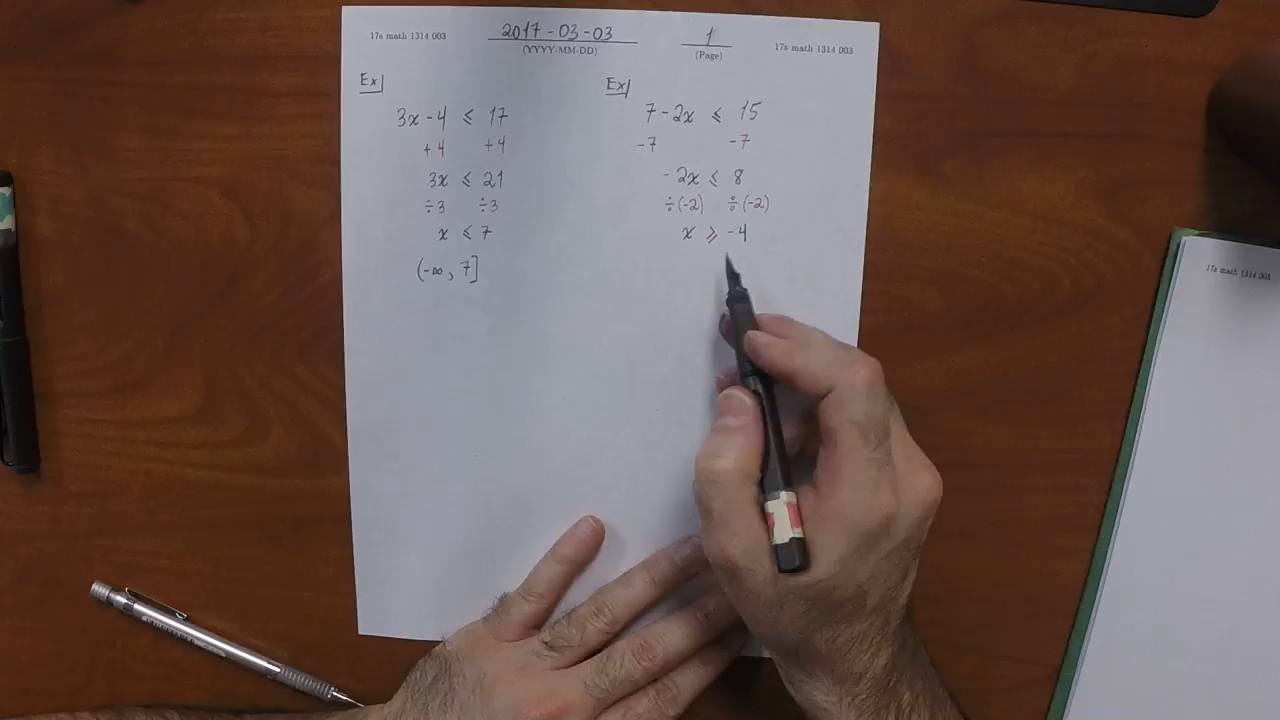 17s math 1314 003
2017-03-03
(YYYY-MM-DD)
1
(Page)
17s math 1314 003
Ex
3x - 4 ⩽ 17
+4 +4
3x ⩽ 21
÷3 ÷3
x ⩽ 7
(-∞, 7]
Ex
7 - 2x ⩽ 15
-7 -7
-2x ⩽ 8
÷(-2) ÷(-2)
x ⩾ -4
17s math 1314 003